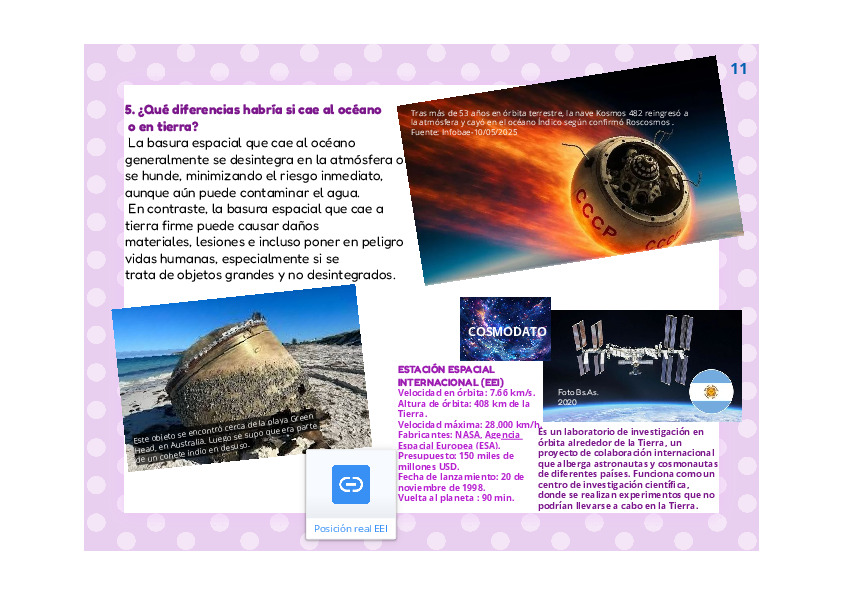 11
5. ¿Qué diferencias habría si cae al océano
o en tierra?
La basura espacial que cae al océano
generalmente se desintegra en la atmósfera o
se hunde, minimizando el riesgo inmediato,
aunque aún puede contaminar el agua.
En contraste, la basura espacial que cae a
tierra firme puede causar daños
materiales, lesiones e incluso poner en peligro
vidas humanas, especialmente si se
trata de objetos grandes y no desintegrados.
Tras más de 53 años en órbita terrestre, la nave Kosmos 482 reingresó a
la atmósfera y cayó en el océano Índico según confirmó Roscosmos .
Fuente: Infobae-10/05/2025
CCCP
CCCP
Este objeto se encontró cerca de la playa Green
Head, en Australia. Luego se supo que era parte
de un cohete indio en desuso.
COSMODATO
ESTACIÓN ESPACIAL
INTERNACIONAL (EEI)
Velocidad en órbita: 7.66 km/s.
Altura de órbita: 408 km de la
Tierra.
Velocidad máxima: 28.000 km/h.
Fabricantes: NASA, Agencia
Espacial Europea (ESA).
Presupuesto: 150 miles de
millones USD.
Fecha de lanzamiento: 20 de
noviembre de 1998.
Vuelta al planeta : 90 min.
Foto Bs.As.
2020
Es un laboratorio de investigación en
órbita alrededor de la Tierra, un
proyecto de colaboración internacional
que alberga astronautas y cosmonautas
de diferentes países. Funciona como un
centro de investigación científica,
donde se realizan experimentos que no
podrían llevarse a cabo en la Tierra.
Posición real EEI